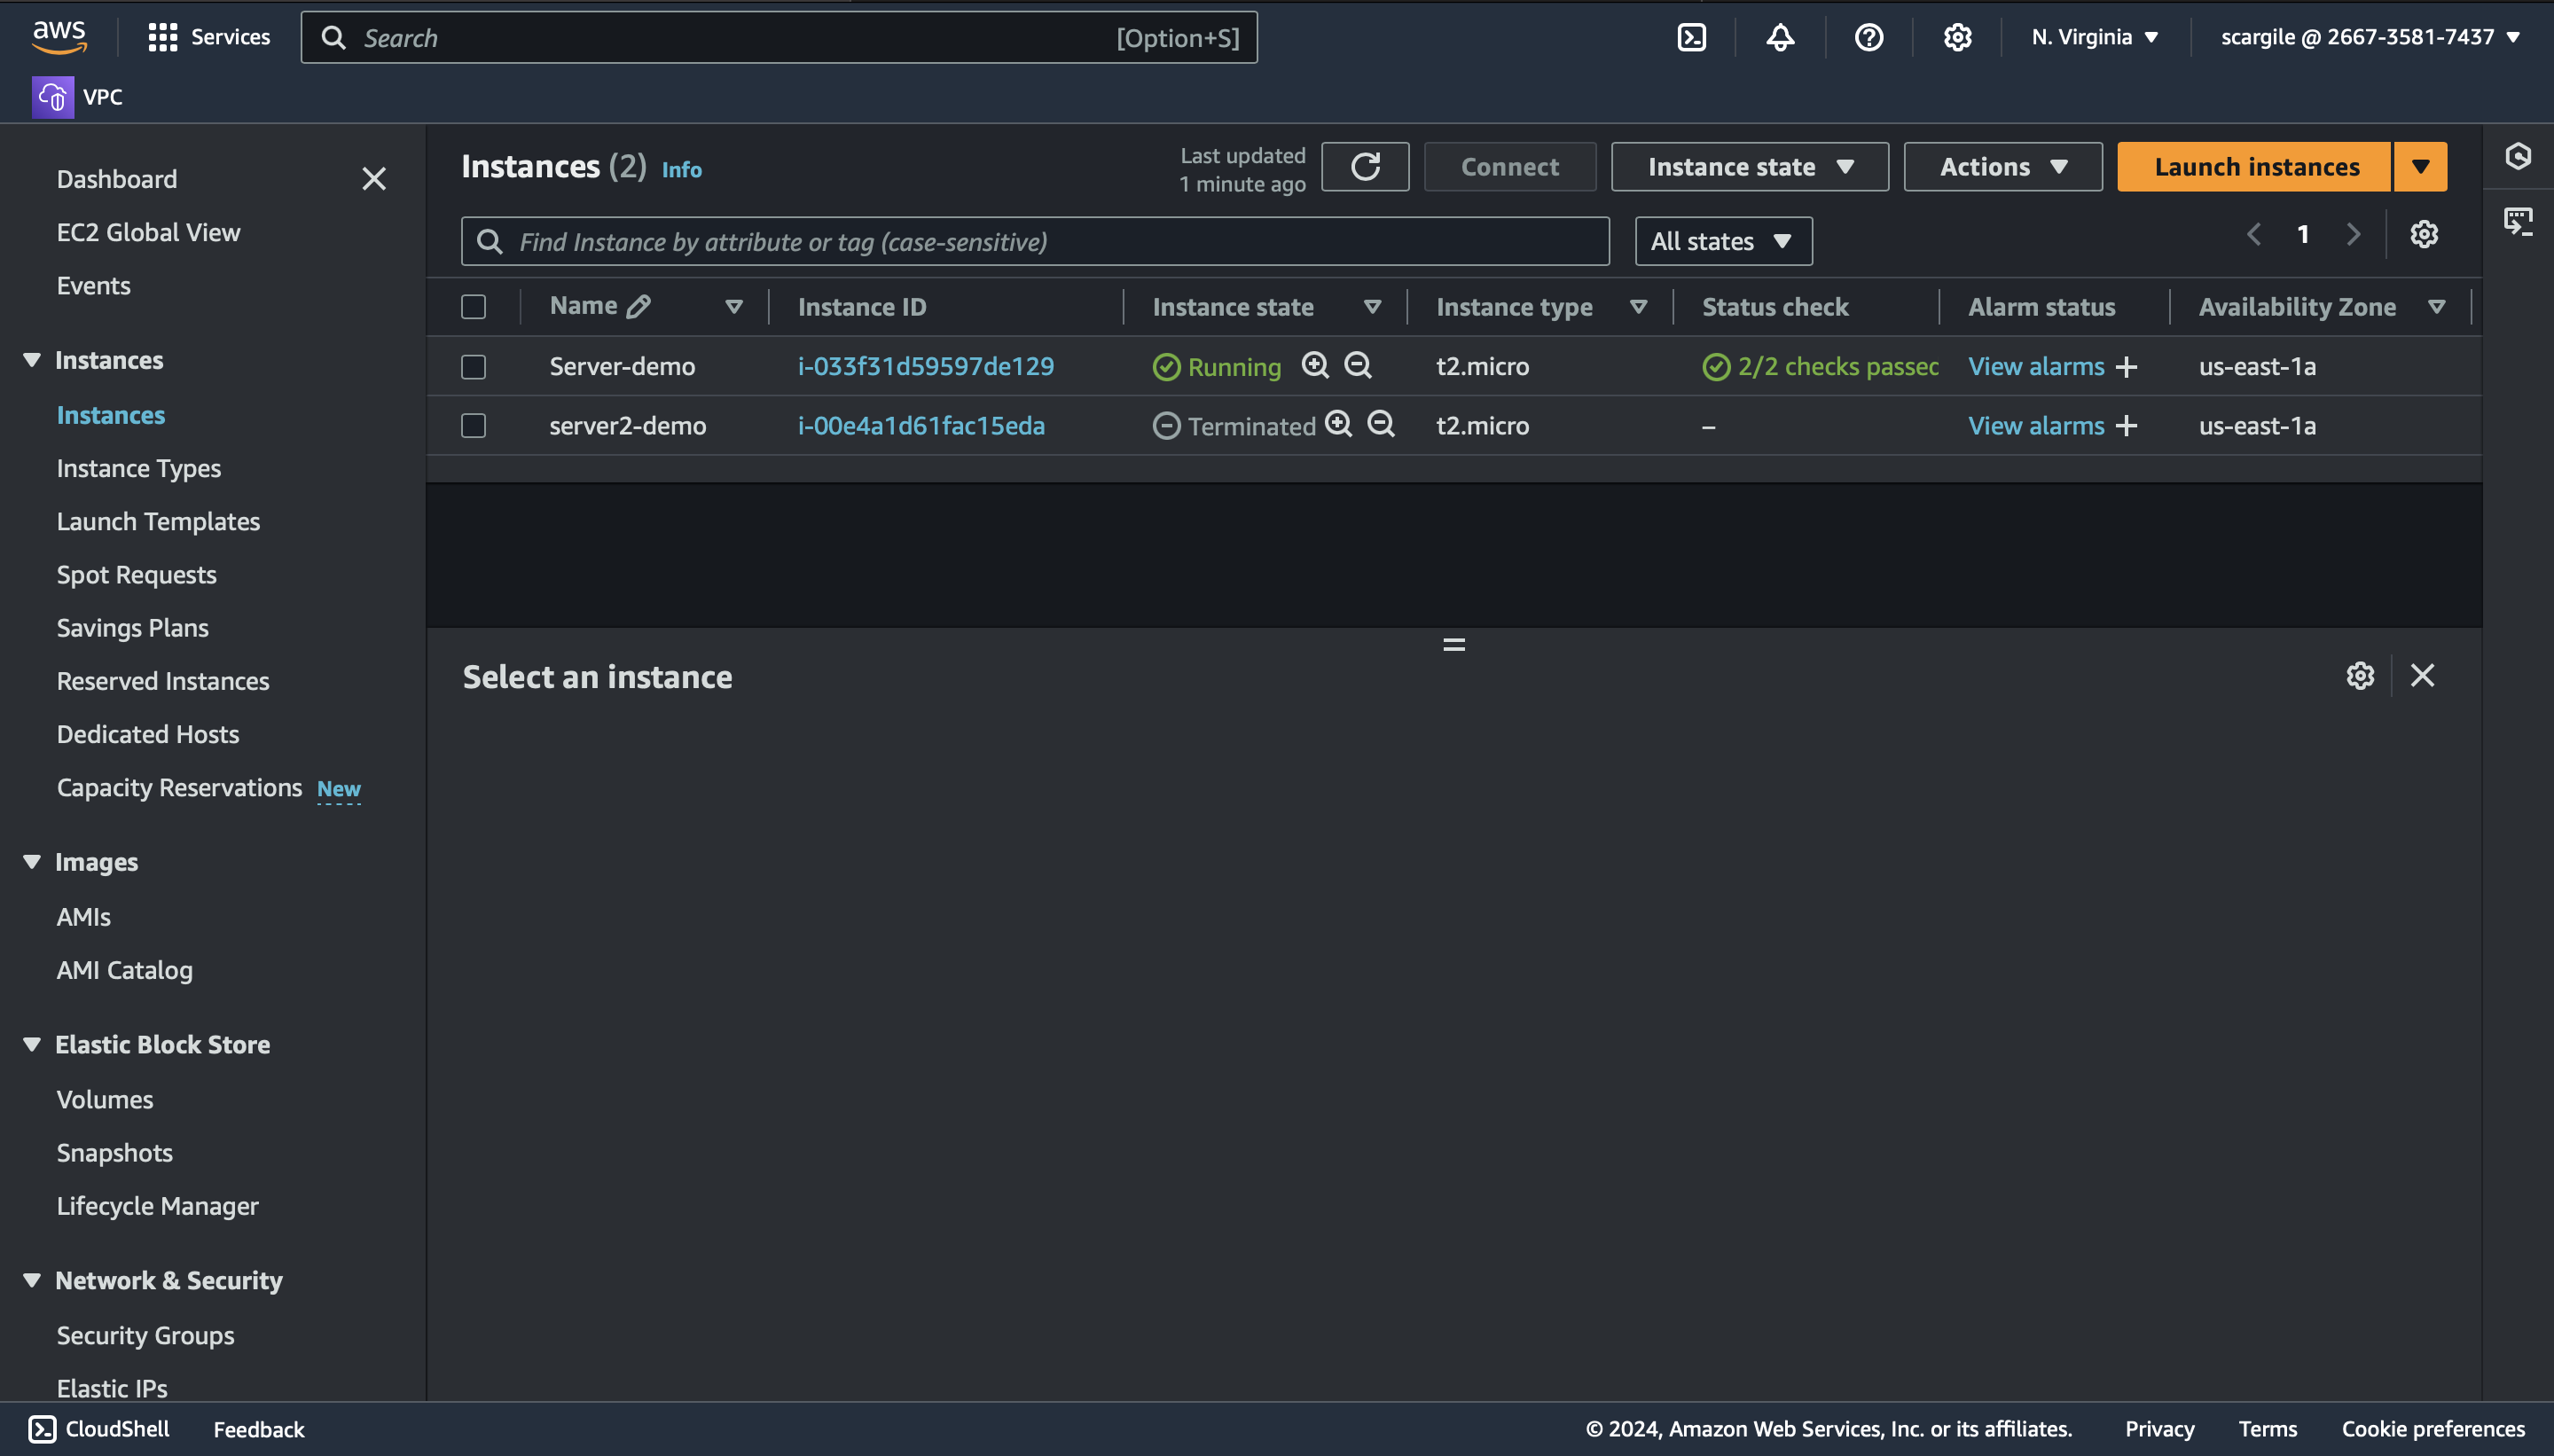 aws
Services
Search [Option+S]
N. Virginia
scargile @ 2667-3581-7437
VPC
Dashboard
EC2 Global View
Events
Instances
Instances
Instance Types
Launch Templates
Spot Requests
Savings Plans
Reserved Instances
Dedicated Hosts
Capacity Reservations New
Images
AMIs
AMI Catalog
Elastic Block Store
Volumes
Snapshots
Lifecycle Manager
Network & Security
Security Groups
Elastic IPs
Instances (2) Info
Last updated
1 minute ago
Connect
Instance state
Actions
Launch instances
Find Instance by attribute or tag (case-sensitive)
All states
1
Name Instance ID Instance state Instance type Status check Alarm status Availability Zone
Server-demo i-033f31d59597de129 Running t2.micro 2/2 checks passec View alarms + us-east-1a
server2-demo i-00e4a1d61fac15eda Terminated t2.micro – View alarms + us-east-1a
Select an instance
CloudShell
Feedback
© 2024, Amazon Web Services, Inc. or its affiliates.
Privacy
Terms
Cookie preferences